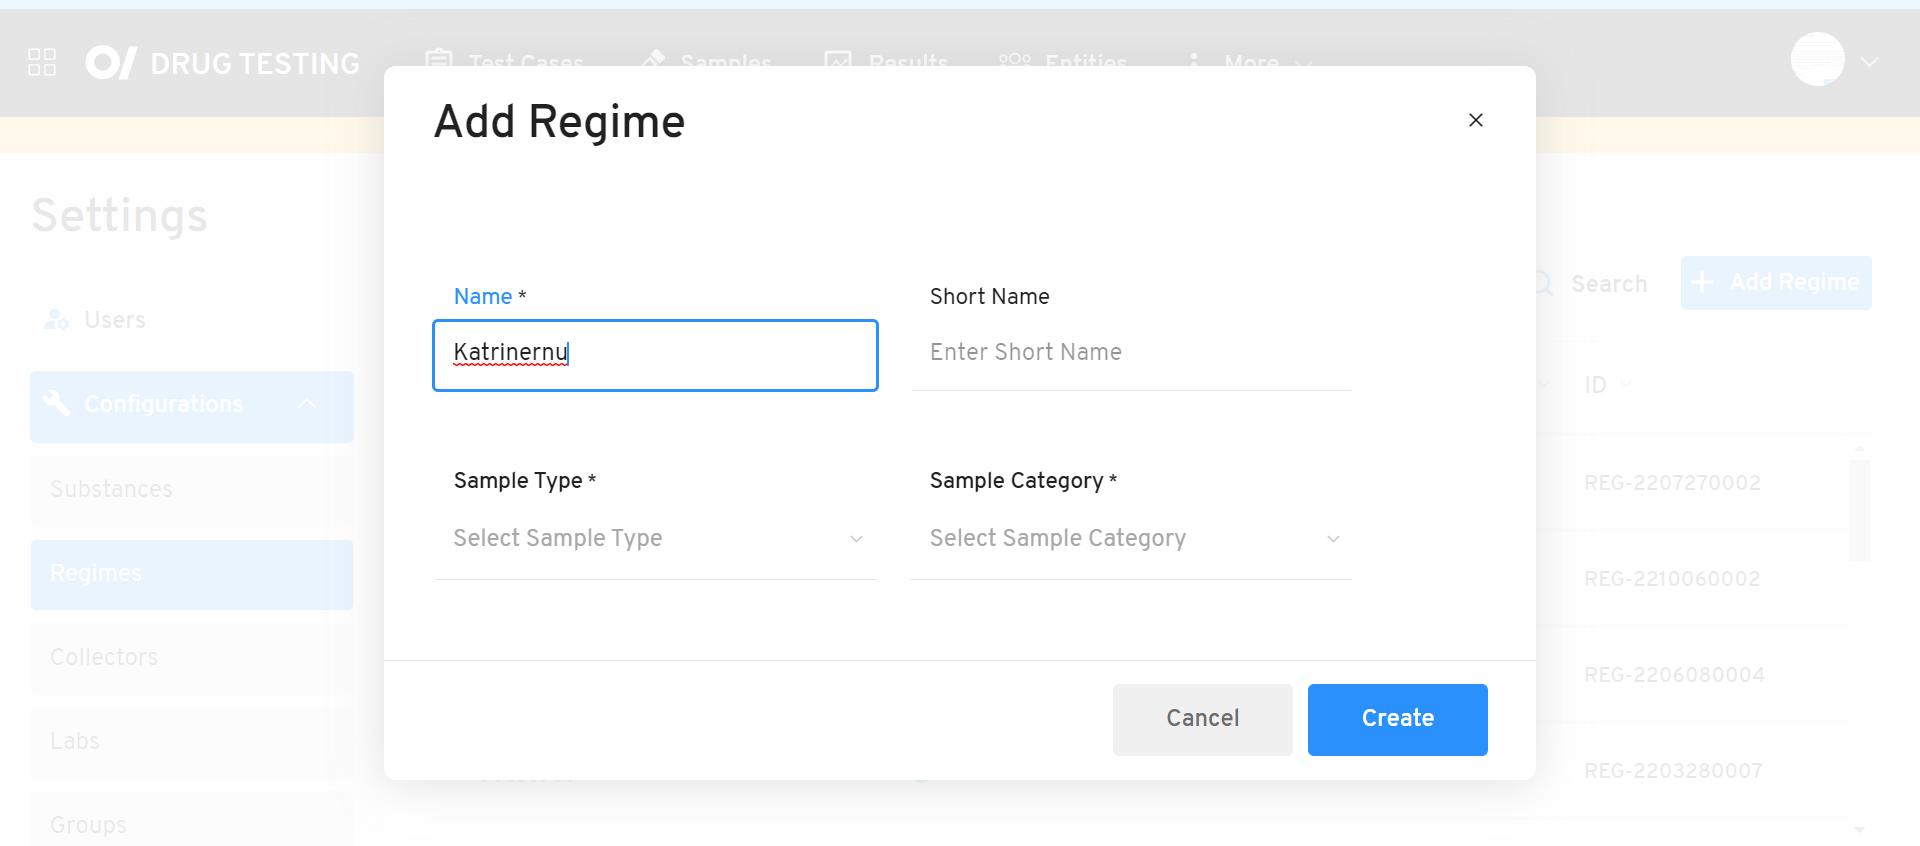 DRUG TESTING
Test Cases
Samples
Results
Entities
More
Add Regime
Settings
Search
Add Regime
Users
Name *
Short Name
Katrinernu
Enter Short Name
ID
Configurations
Substances
Sample Type *
Sample Category *
REG-2207270002
Select Sample Type
Select Sample Category
Regimes
REG-2210060002
Collectors
REG-2206080004
Cancel
Create
Labs
REG-2203280007
Groups